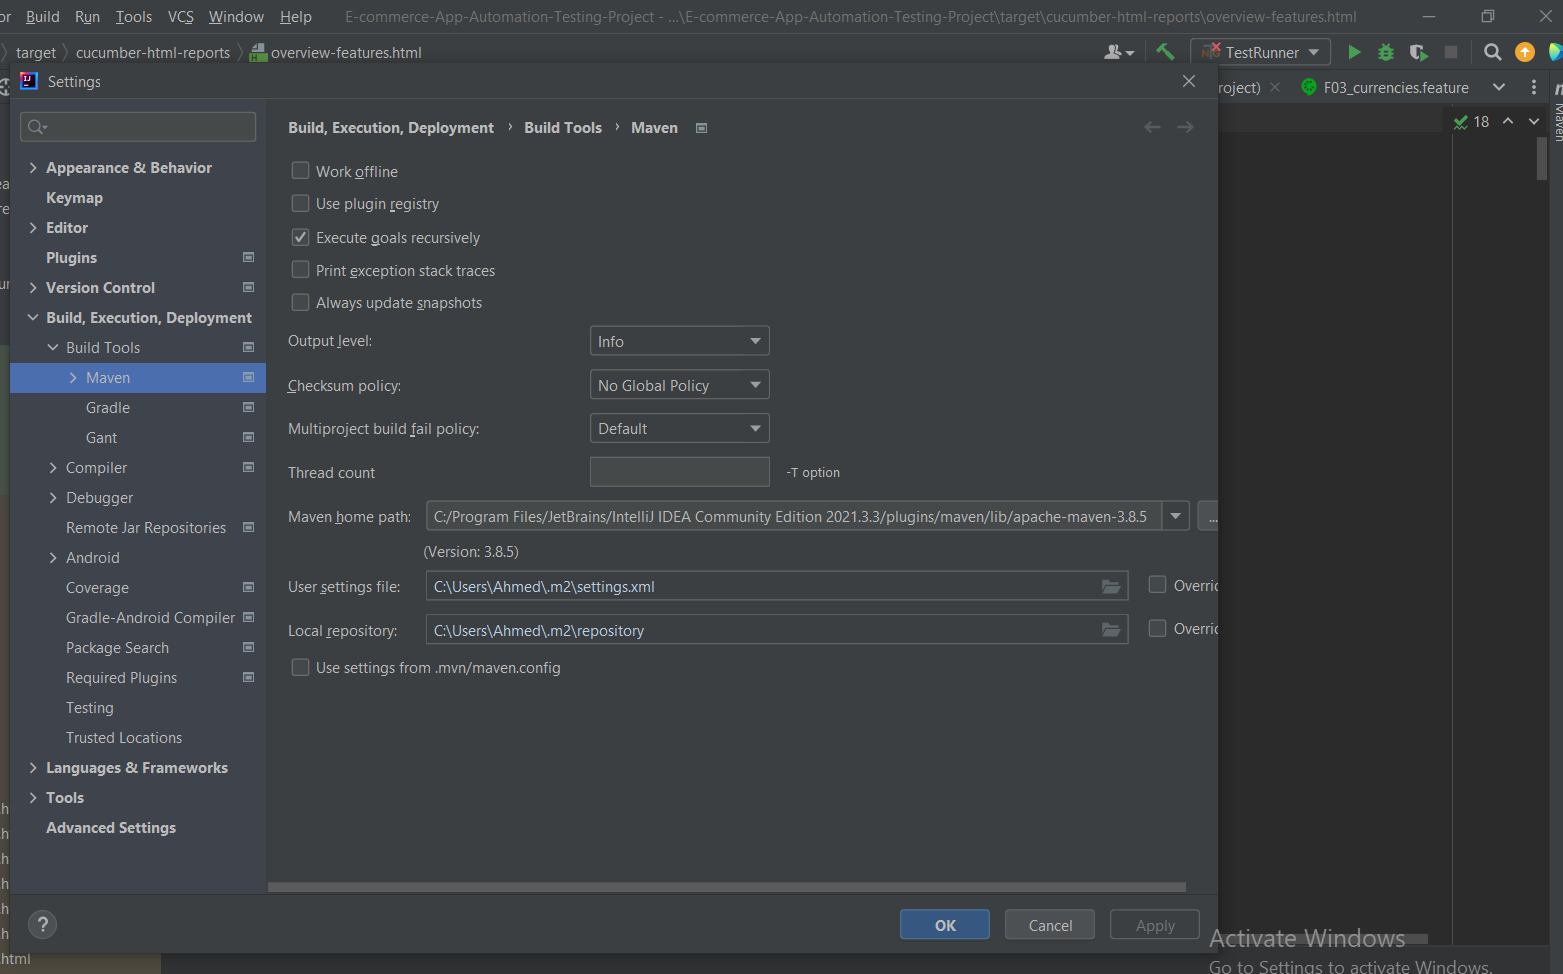 or Build Run Tools VCS Window Help E-commerce-App-Automation-Testing-Project - ...\E-commerce-App-Automation-Testing-Project\target\cucumber-html-reports\overview-features.html
target cucumber-html-reports overview-features.html TestRunner
Settings
roject) F03_currencies.feature
18
Maven
Appearance & Behavior
Keymap
Editor
Plugins
Version Control
Build, Execution, Deployment
Build Tools
Maven
Gradle
Gant
Compiler
Debugger
Remote Jar Repositories
Android
Coverage
Gradle-Android Compiler
Package Search
Required Plugins
Testing
Trusted Locations
Languages & Frameworks
Tools
Advanced Settings
Build, Execution, Deployment › Build Tools › Maven
Work offline
Use plugin registry
Execute goals recursively
Print exception stack traces
Always update snapshots
Output level: Info
Checksum policy: No Global Policy
Multiproject build fail policy: Default
Thread count -T option
Maven home path: C:/Program Files/JetBrains/IntelliJ IDEA Community Edition 2021.3.3/plugins/maven/lib/apache-maven-3.8.5 ...
(Version: 3.8.5)
User settings file: C:\Users\Ahmed\.m2\settings.xml Overric
Local repository: C:\Users\Ahmed\.m2\repository Overric
Use settings from .mvn/maven.config
? OK Cancel Apply
.html
Activate Windows
Go to Settings to activate Windows.